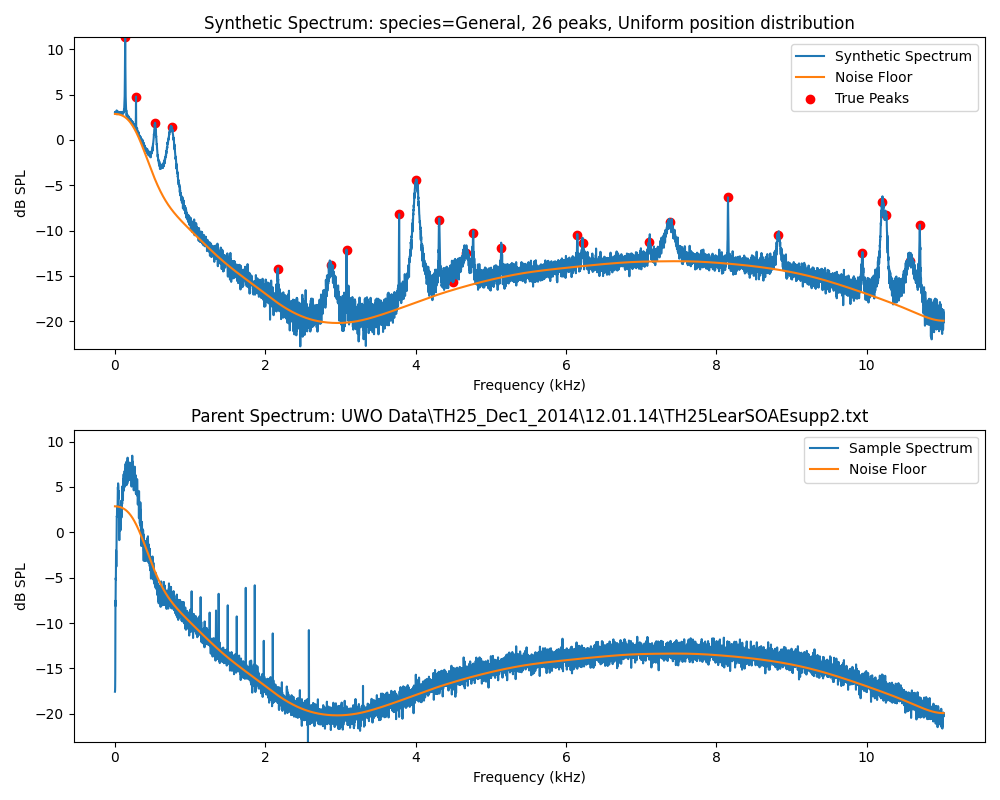 Synthetic Spectrum: species=General, 26 peaks, Uniform position distribution
10
5
0
−5
−10
−15
−20
dB SPL
Synthetic Spectrum
Noise Floor
True Peaks
0 2 4 6 8 10
Frequency (kHz)
Parent Spectrum: UWO Data\TH25_Dec1_2014\12.01.14\TH25LearSOAEsupp2.txt
10
5
0
−5
−10
−15
−20
dB SPL
Sample Spectrum
Noise Floor
0 2 4 6 8 10
Frequency (kHz)